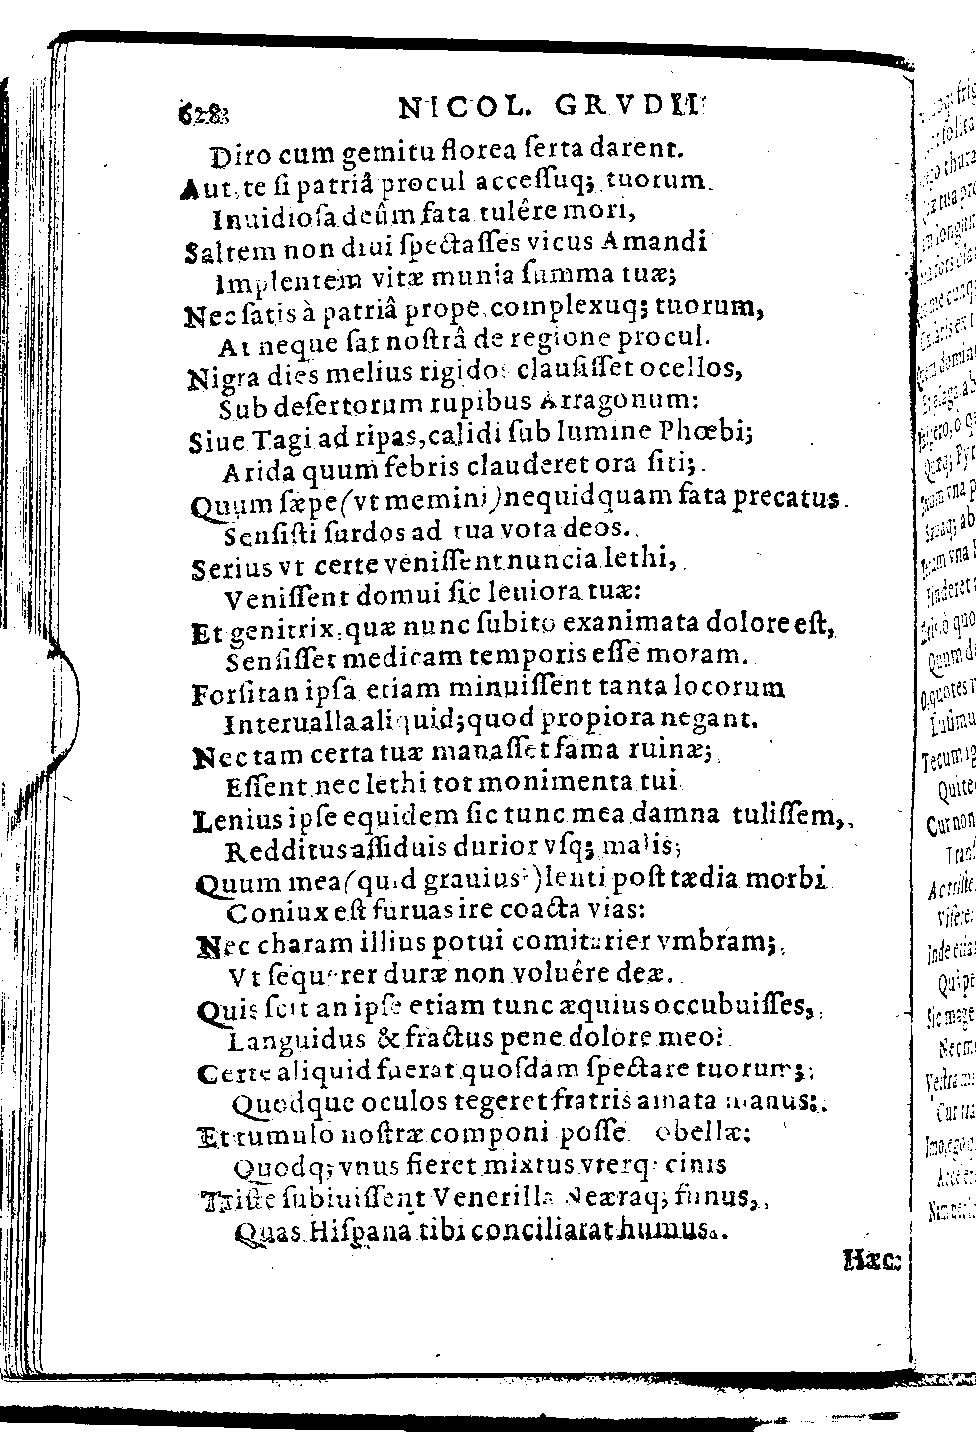 628 NICOL. GRVDII
Diro cum gemitu florea ſerta darent.
Aut te ſi patriâ procul acceſſuq; tuorum
Inuidioſa deûm fata tulêre mori,
Saltem non diui ſpectaſſes vicus Amandi
Implentem vitæ munia ſumma tuæ;
Nec ſatis à patriâ prope complexuq; tuorum,
At neque ſat noſtrâ de regione procul.
Nigra dies melius rigidos clauſiſſet ocellos,
Sub deſertorum rupibus Arragonum:
Siue Tagi ad ripas, calidi ſub lumine Phœbi;
Arida quum febris clauderet ora ſiti;
Quum ſæpe (vt memini) nequidquam fata precatus
Senſiſti ſurdos ad tua vota deos.
Serius vt certe veniſſent nuncia lethi,
Veniſſent domui ſic leuiora tuæ:
Et genitrix, quæ nunc ſubito exanimata dolore eſt,
Senſiſſet medicam temporis eſſe moram.
Forſitan ipſa etiam minuiſſent tanta locorum
Interualla aliquid; quod propiora negant.
Nec tam certa tuæ manaſſet fama ruinæ;
Eſſent nec lethi tot monimenta tui
Lenius ipſe equidem ſic tunc mea damna tuliſſem,
Redditus aſſiduis durior vſq; malis;
Quum mea (quid grauius?) lenti poſt tædia morbi
Coniux eſt furuas ire coacta vias:
Nec charam illius potui comitarier vmbram;
Vt ſequerer duræ non voluêre deæ.
Quis ſcit an ipſe etiam tunc æquius occubuiſſes,
Languidus & fractus pene dolore meo?
Certe aliquid fuerat quoſdam ſpectare tuorum;
Quodque oculos tegeret fratris amata manus;
Et tumulo noſtræ componi poſſe obellæ;
Quodq; vnus fieret mixtus vterq; cinis
Triſte ſubiuiſſent Venerilla Neæraq; funus,
Quas Hiſpana tibi conciliarat humus.
Hæc